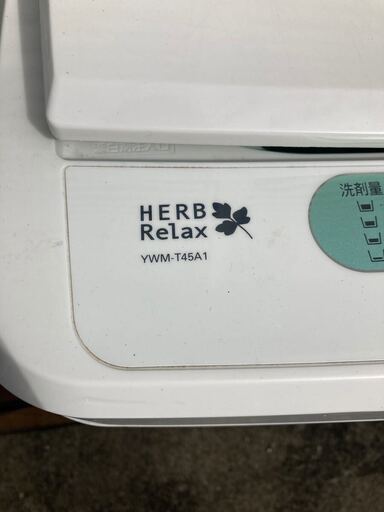 HERB
Relax
YWM-T45A1
洗剤量